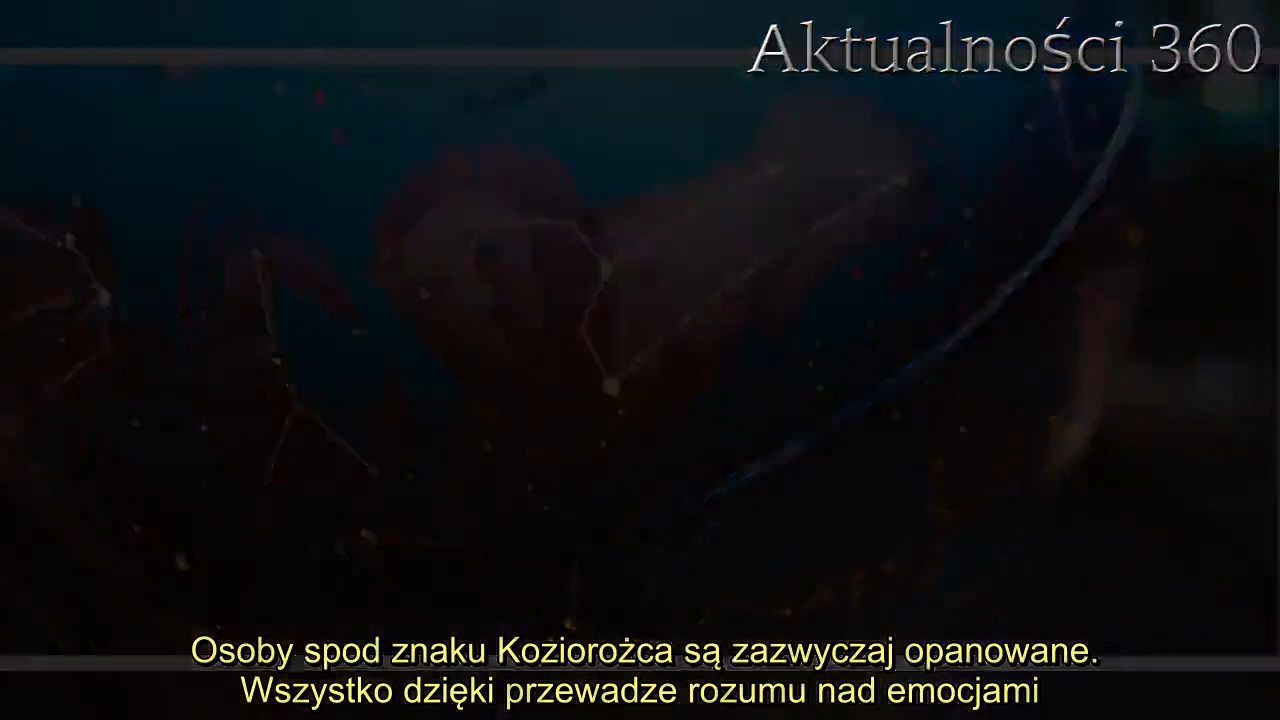 Aktualności 360
Osoby spod znaku Koziorożca są zazwyczaj opanowane.
Wszystko dzięki przewadze rozumu nad emocjami